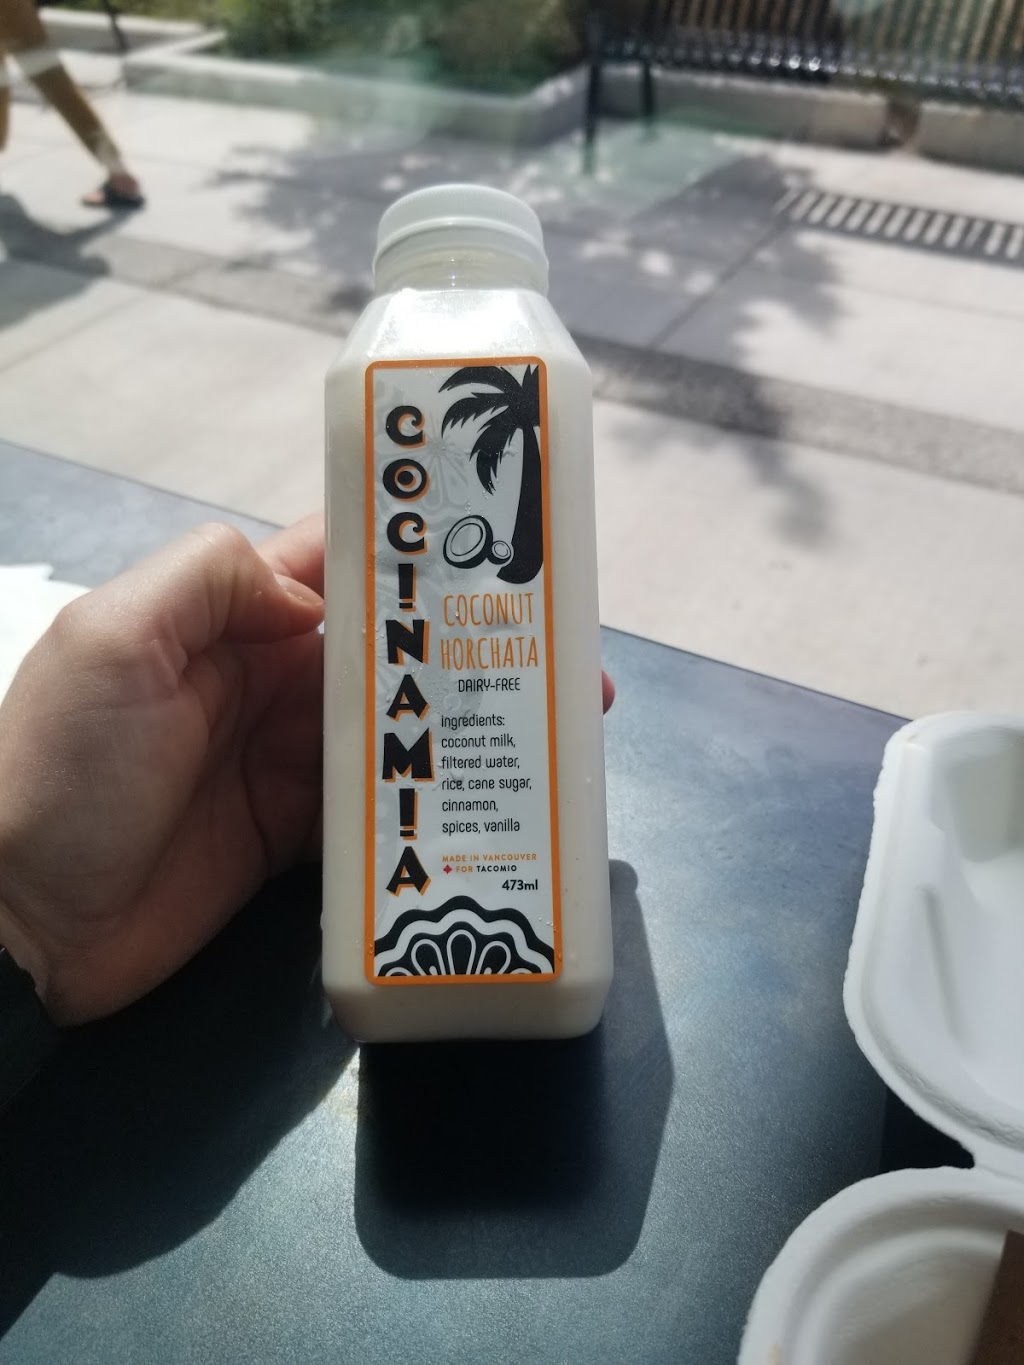 COCINAMIA
COCONUT
HORCHATA
DAIRY-FREE
ingredients:
coconut milk,
filtered water,
rice, cane sugar,
cinnamon,
spices, vanilla
MADE IN VANCOUVER
FOR TACOMIO
473ml